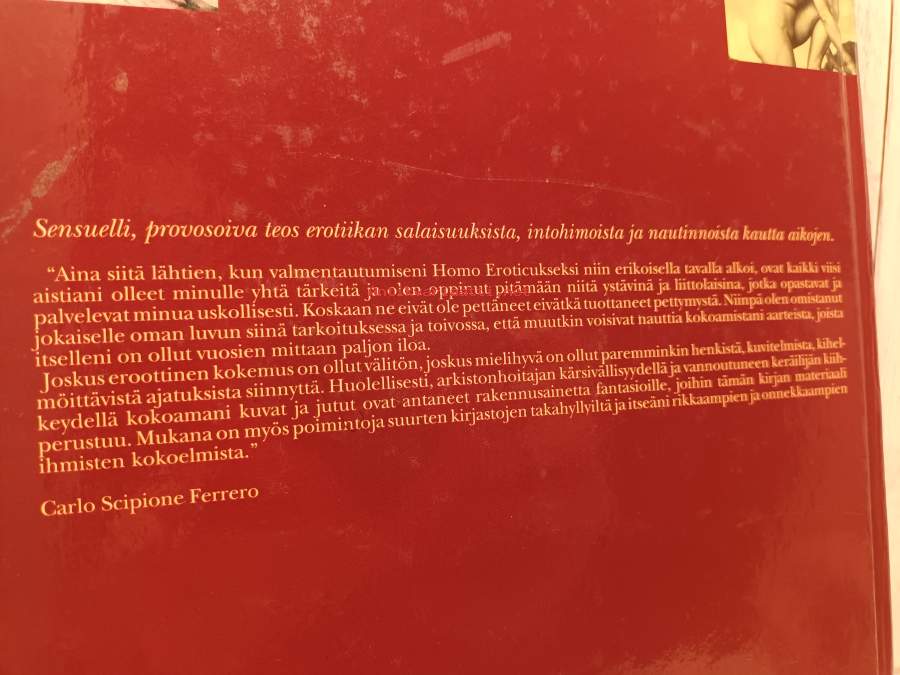 Sensuelli, provosoiva teos erotiikan salaisuuksista, intohimoista ja nautinnoista kautta aikojen.
“Aina siitä lähtien, kun valmentautumiseni Homo Eroticukseksi niin erikoisella tavalla alkoi, ovat kaikki viisi
aistiani olleet minulle yhtä tärkeitä ja olen oppinut pitämään niitä ystävinä ja liittolaisina, jotka opastavat ja
palvelevat minua uskollisesti. Koskaan ne eivät ole pettäneet eivätkä tuottaneet pettymystä. Niinpä olen omistanut
jokaiselle oman luvun siinä tarkoituksessa ja toivossa, että muutkin voisivat nauttia kokoamistani aarteista, joista
itselleni on ollut vuosien mittaan paljon iloa.
Joskus eroottinen kokemus on ollut välitön, joskus mielihyvä on ollut paremminkin henkistä, kuvitelmista, kihel-
möittävistä ajatuksista siinnyttä. Huolellisesti, arkistonhoitajan kärsivällisyydellä ja vannoutuneen keräilijän kiih-
keydellä kokoamani kuvat ja jutut ovat antaneet rakennusainetta fantasioille, joihin tämän kirjan materiaali
perustuu. Mukana on myös poimintoja suurten kirjastojen takahyllyiltä ja itseäni rikkaampien ja onnekkaampien
ihmisten kokoelmista.”
Carlo Scipione Ferrero